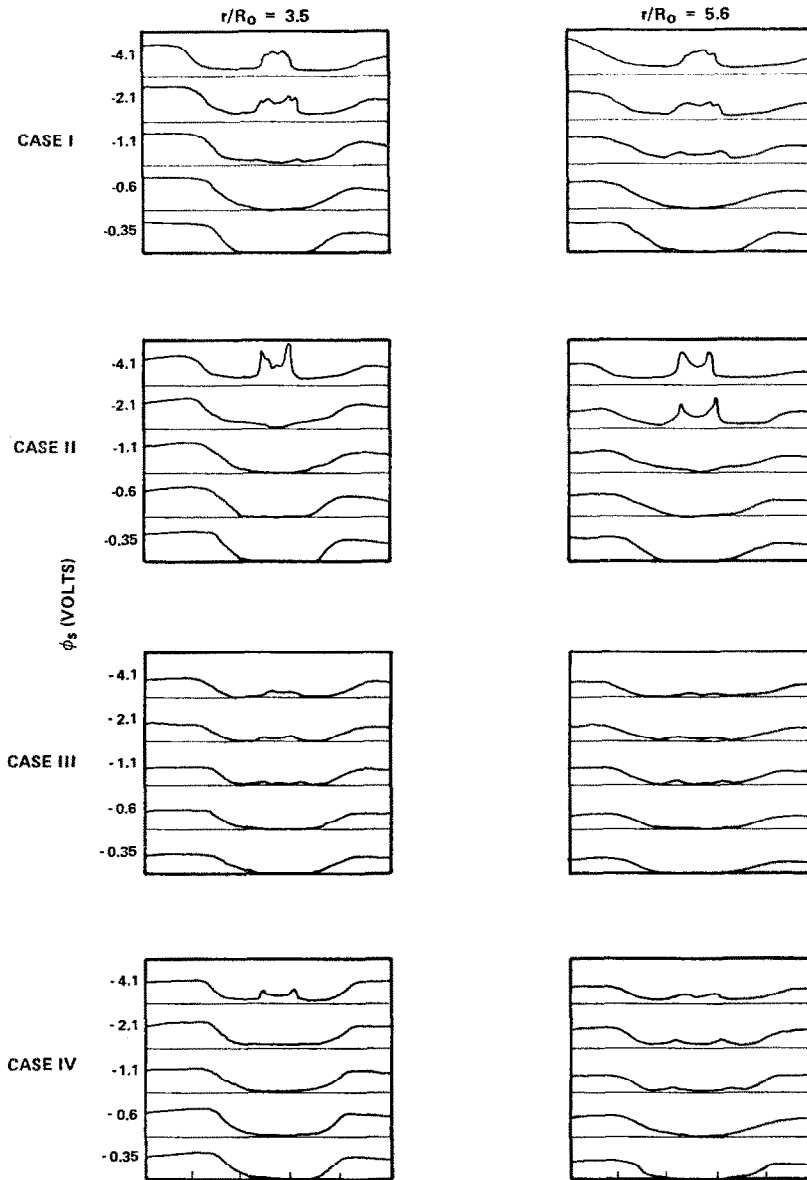 r/Ro = 3.5
r/Ro = 5.6
CASE I
-4.1
-2.1
-1.1
-0.6
-0.35
CASE II
-4.1
-2.1
-1.1
-0.6
-0.35
ϕs (VOLTS)
CASE III
- 4.1
- 2.1
- 1.1
- 0.6
- 0.35
CASE IV
- 4.1
- 2.1
- 1.1
- 0.6
- 0.35